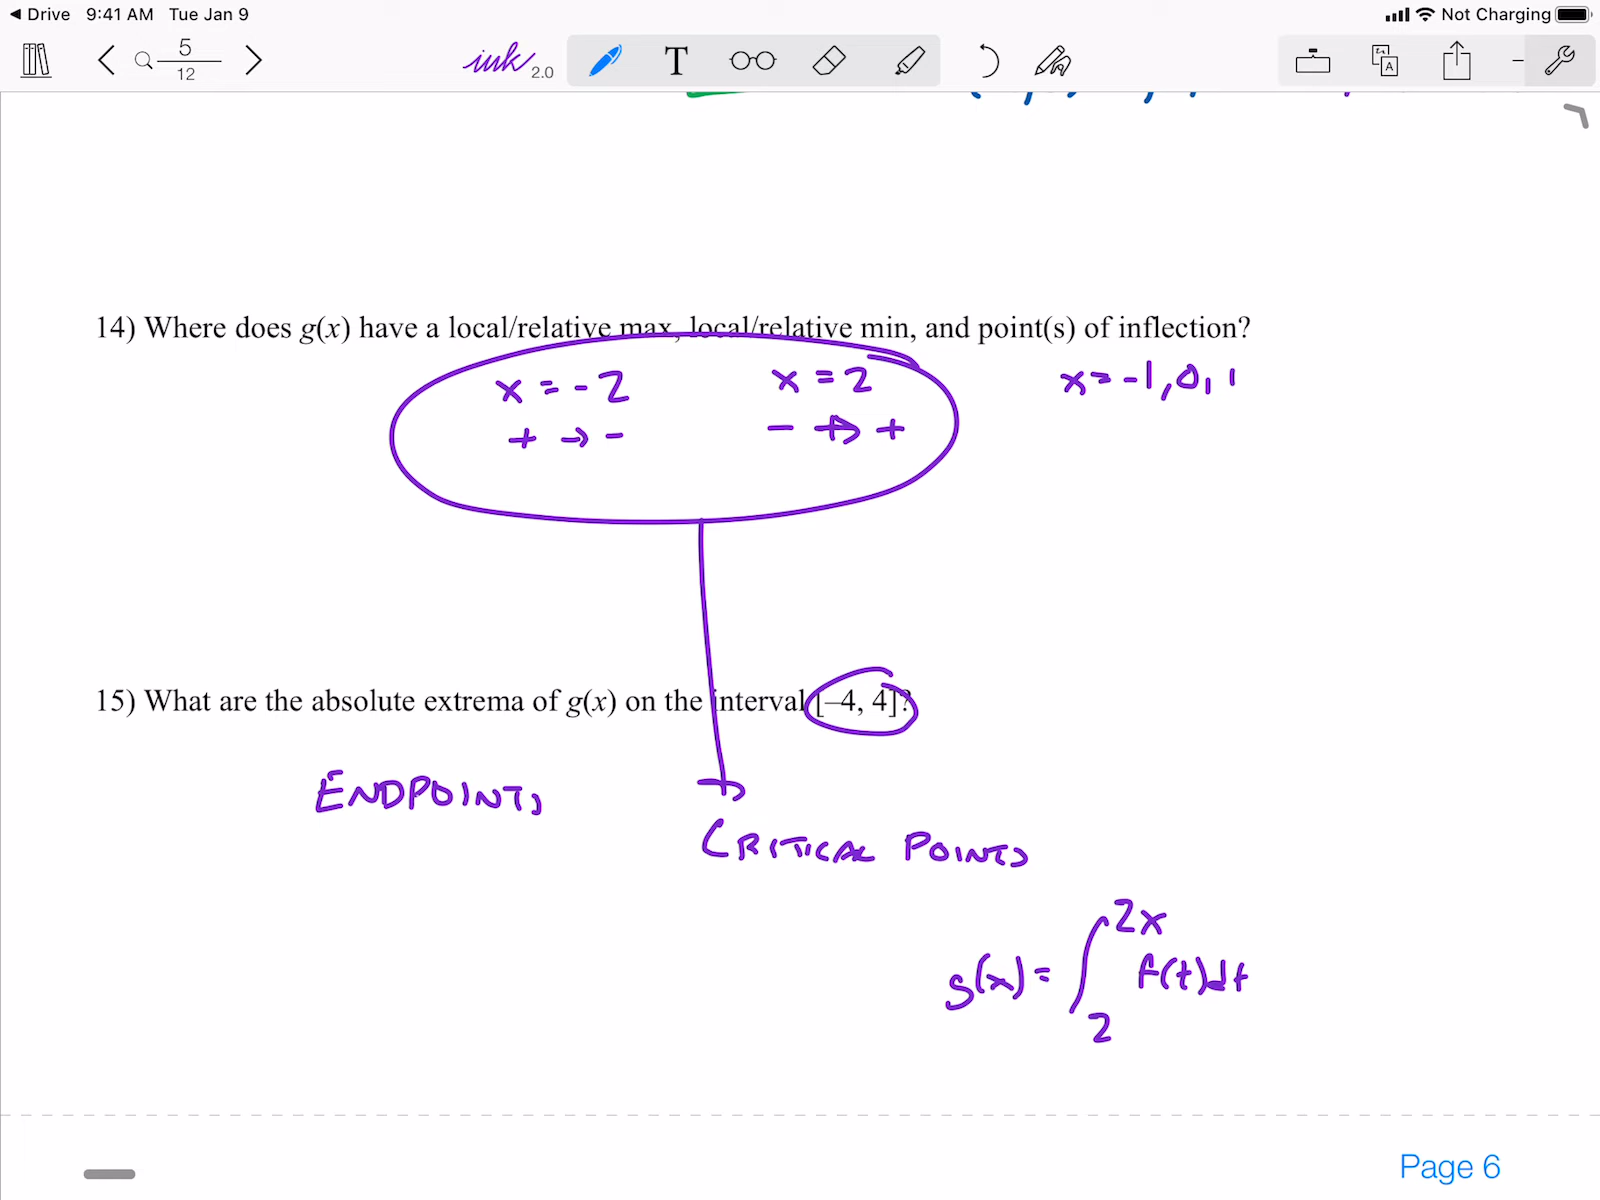 Drive 9:41 AM Tue Jan 9 Not Charging
5
12
ink 2.0
T
A
14) Where does g(x) have a local/relative max, local/relative min, and point(s) of inflection?
x = -2 x = 2 x = -1, 0, 1
+ → - - → +
15) What are the absolute extrema of g(x) on the interval [–4, 4]?
ENDPOINTS
CRITICAL POINTS
g(x) = ∫₂²ˣ f(t)dt
Page 6